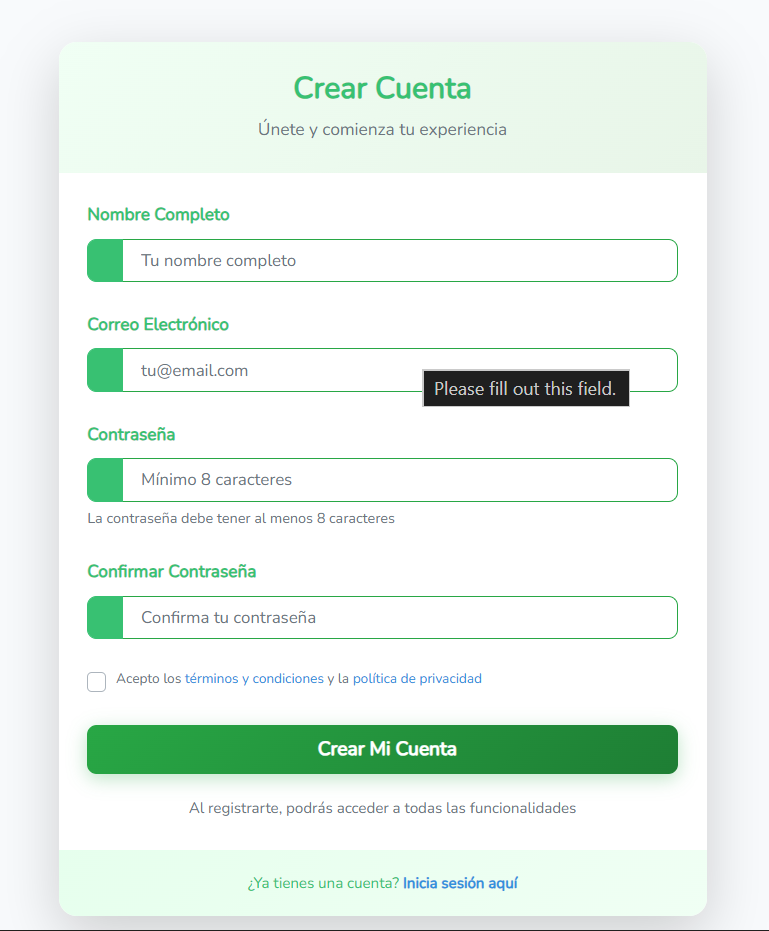 Crear Cuenta
Únete y comienza tu experiencia
Nombre Completo
Tu nombre completo
Correo Electrónico
tu@email.com
Please fill out this field.
Contraseña
Mínimo 8 caracteres
La contraseña debe tener al menos 8 caracteres
Confirmar Contraseña
Confirma tu contraseña
Acepto los términos y condiciones y la política de privacidad
Crear Mi Cuenta
Al registrarte, podrás acceder a todas las funcionalidades
¿Ya tienes una cuenta? Inicia sesión aquí